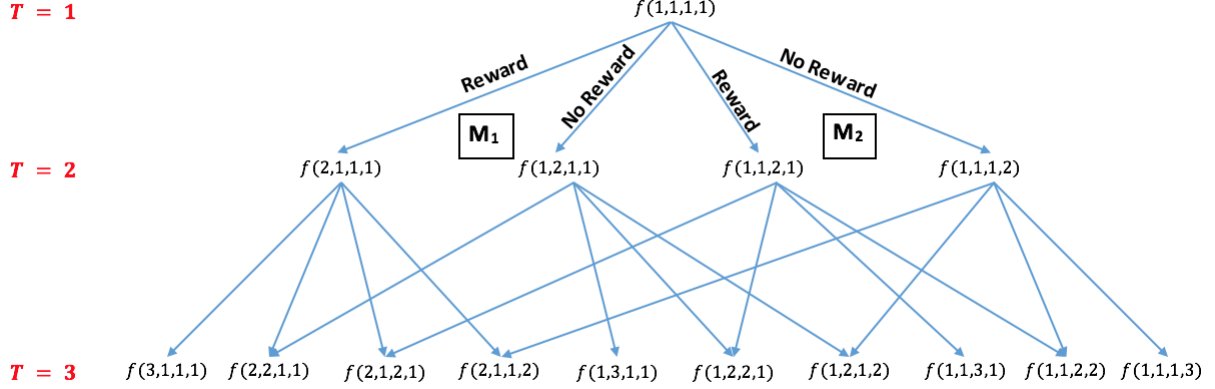 T = 1 f(1,1,1,1)
Reward No Reward Reward No Reward
M1 M2
T = 2 f(2,1,1,1) f(1,2,1,1) f(1,1,2,1) f(1,1,1,2)
T = 3 f(3,1,1,1) f(2,2,1,1) f(2,1,2,1) f(2,1,1,2) f(1,3,1,1) f(1,2,2,1) f(1,2,1,2) f(1,1,3,1) f(1,1,2,2) f(1,1,1,3)